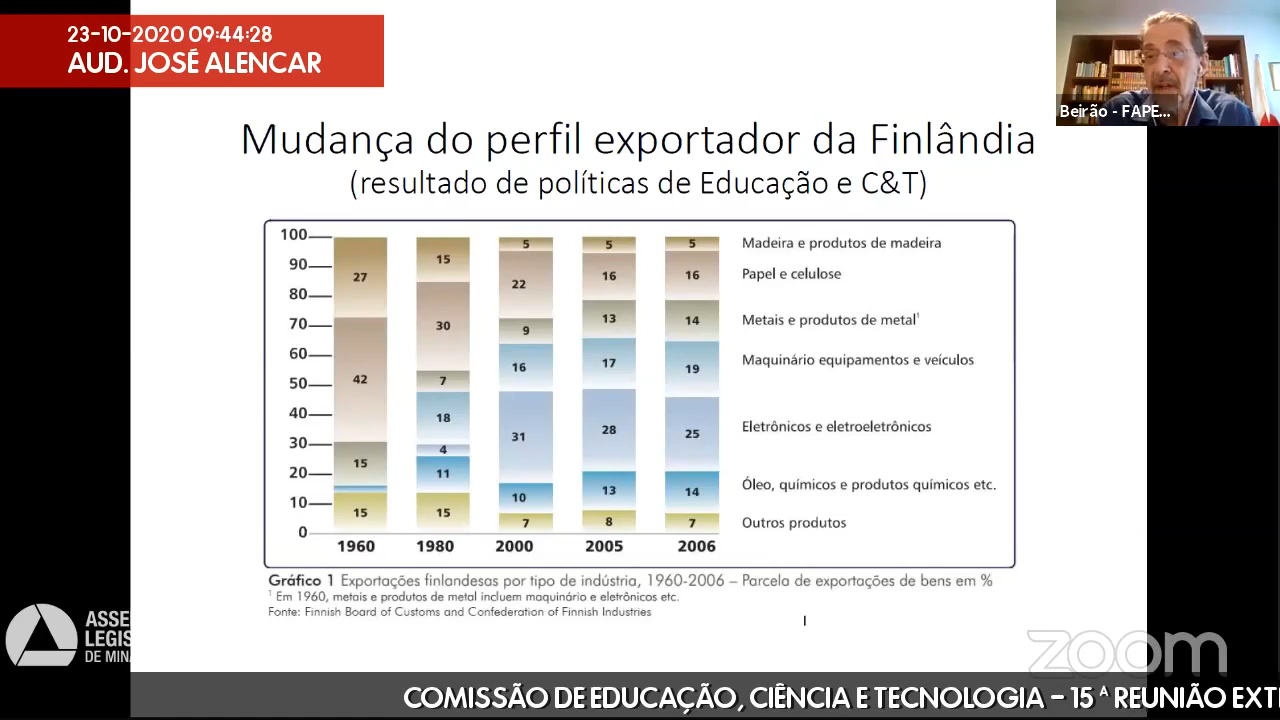 23-10-2020 09:44:28
AUD. JOSÉ ALENCAR
Beirão - FAPE...
Mudança do perfil exportador da Finlândia
(resultado de políticas de Educação e C&T)
100
90
80
70
60
50
40
30
20
10
0
27
42
15
15
15
30
7
18
4
11
15
5
22
9
16
31
10
7
5
16
13
17
28
13
8
5
16
14
19
25
14
7
Madeira e produtos de madeira
Papel e celulose
Metais e produtos de metal¹
Maquinário equipamentos e veículos
Eletrônicos e eletroeletrônicos
Óleo, químicos e produtos químicos etc.
Outros produtos
1960 1980 2000 2005 2006
Gráfico 1 Exportações finlandesas por tipo de indústria, 1960-2006 – Parcela de exportações de bens em %
¹ Em 1960, metais e produtos de metal incluem maquinário e eletrônicos etc.
Fonte: Finnish Board of Customs and Confederation of Finnish Industries
ASSE
LEGIS
DE MINA
zoom
COMISSÃO DE EDUCAÇÃO, CIÊNCIA E TECNOLOGIA – 15ª REUNIÃO EXT